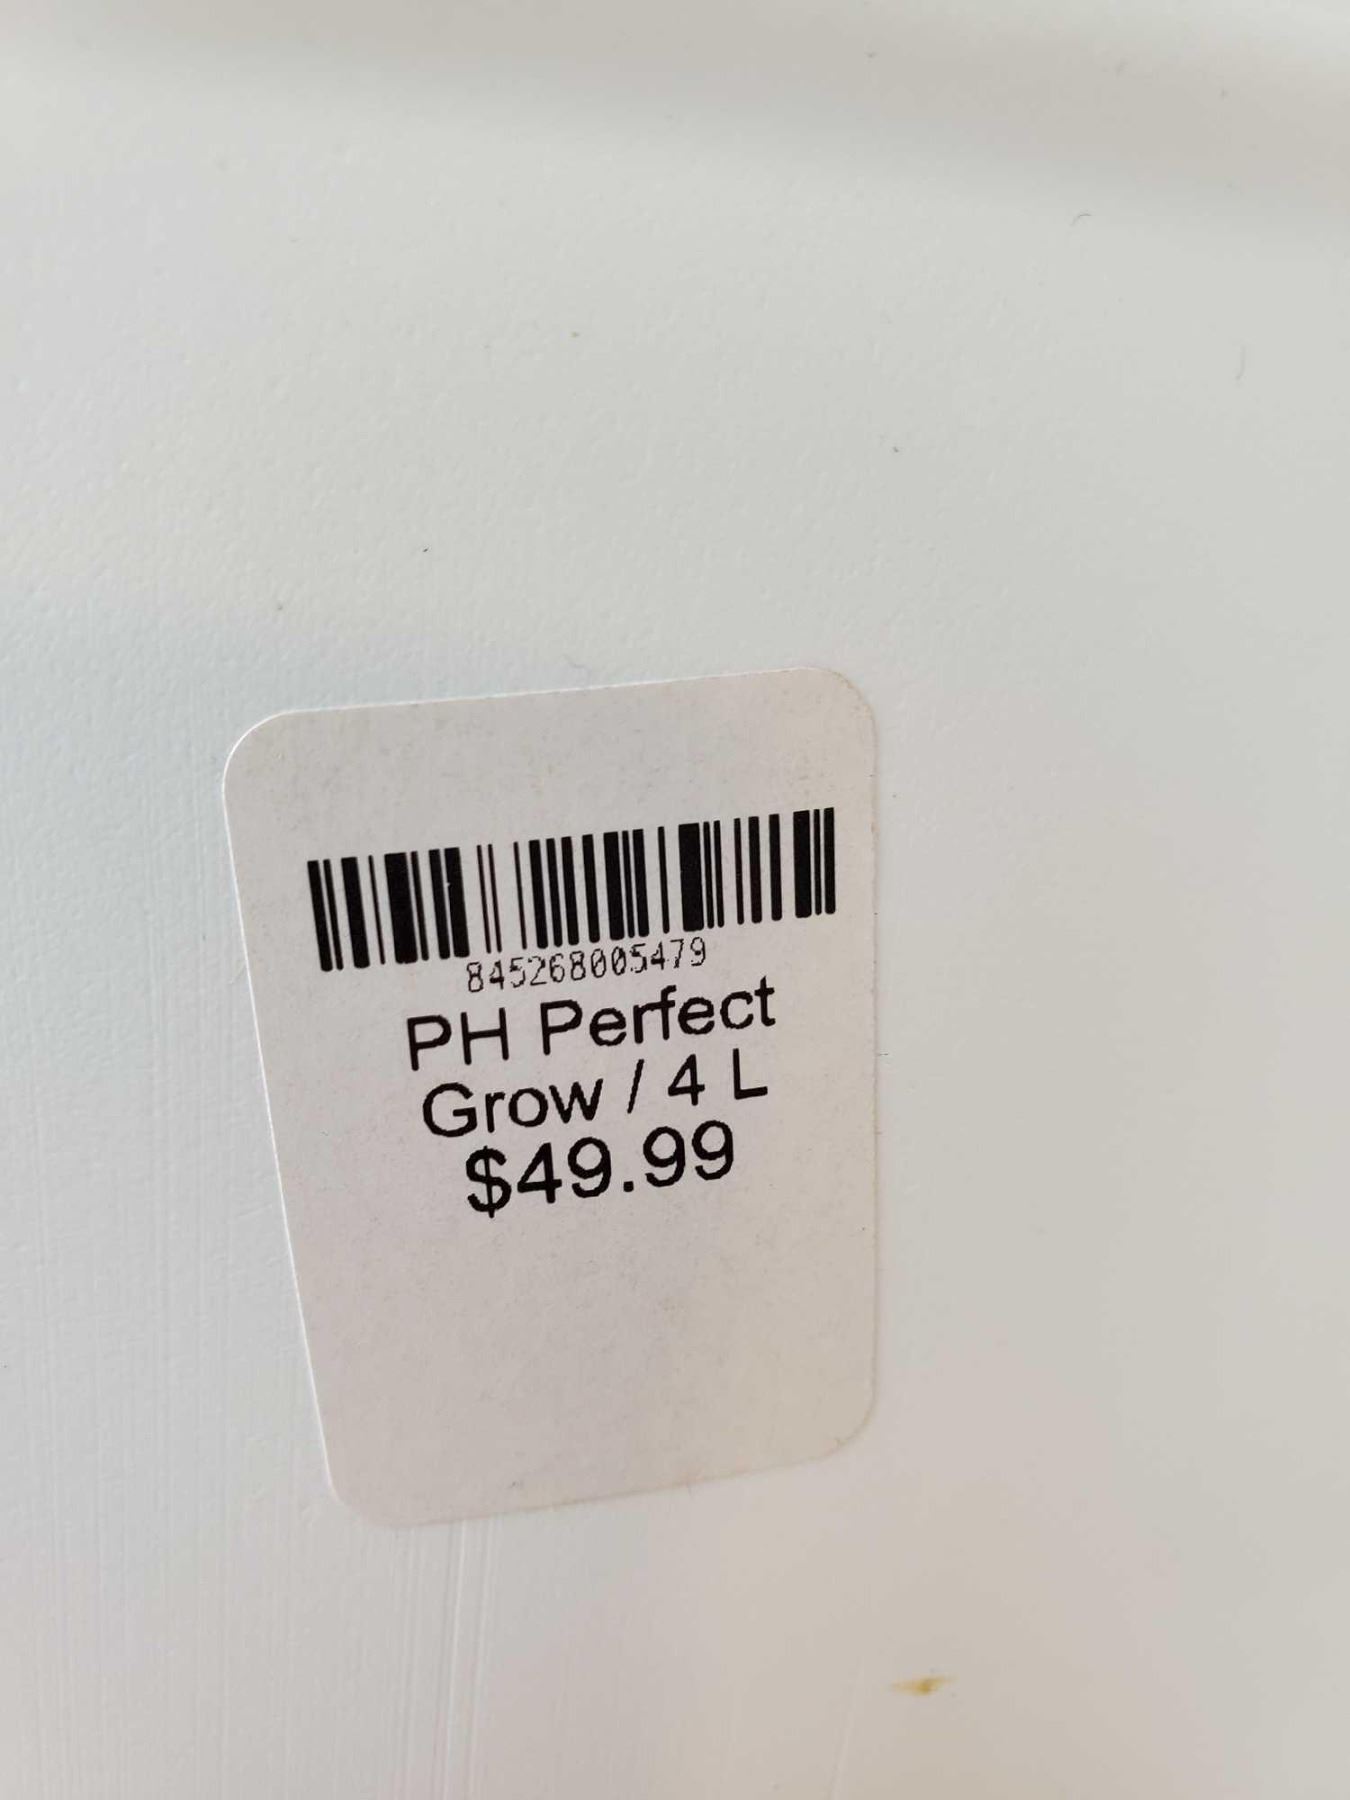 845268005479
PH Perfect
Grow / 4 L
$49.99